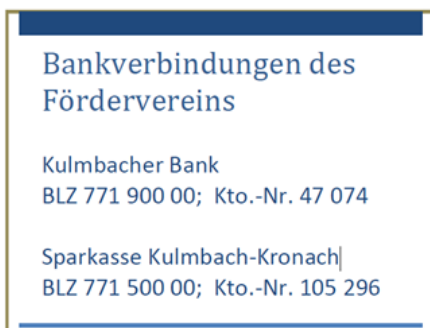 Bankverbindungen des
Fördervereins
Kulmbacher Bank
BLZ 771 900 00;  Kto.-Nr. 47 074
Sparkasse Kulmbach-Kronach
BLZ 771 500 00;  Kto.-Nr. 105 296